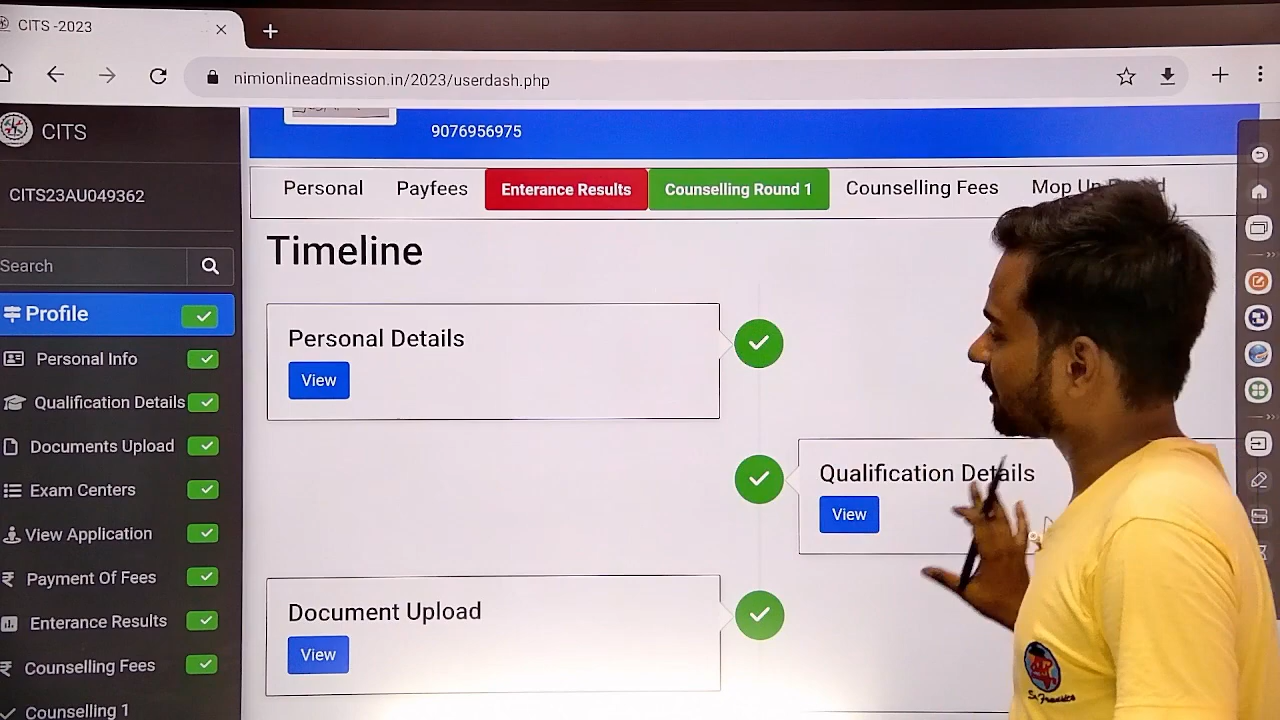 CITS -2023
nimionlineadmission.in/2023/userdash.php
CITS
9076956975
CITS23AU049362
Personal
Payfees
Enterance Results
Counselling Round 1
Counselling Fees
Mop Up
Search
Timeline
Profile
Personal Info
Qualification Details
Documents Upload
Exam Centers
View Application
Payment Of Fees
Enterance Results
Counselling Fees
Counselling 1
Personal Details
View
Qualification Details
View
Document Upload
View